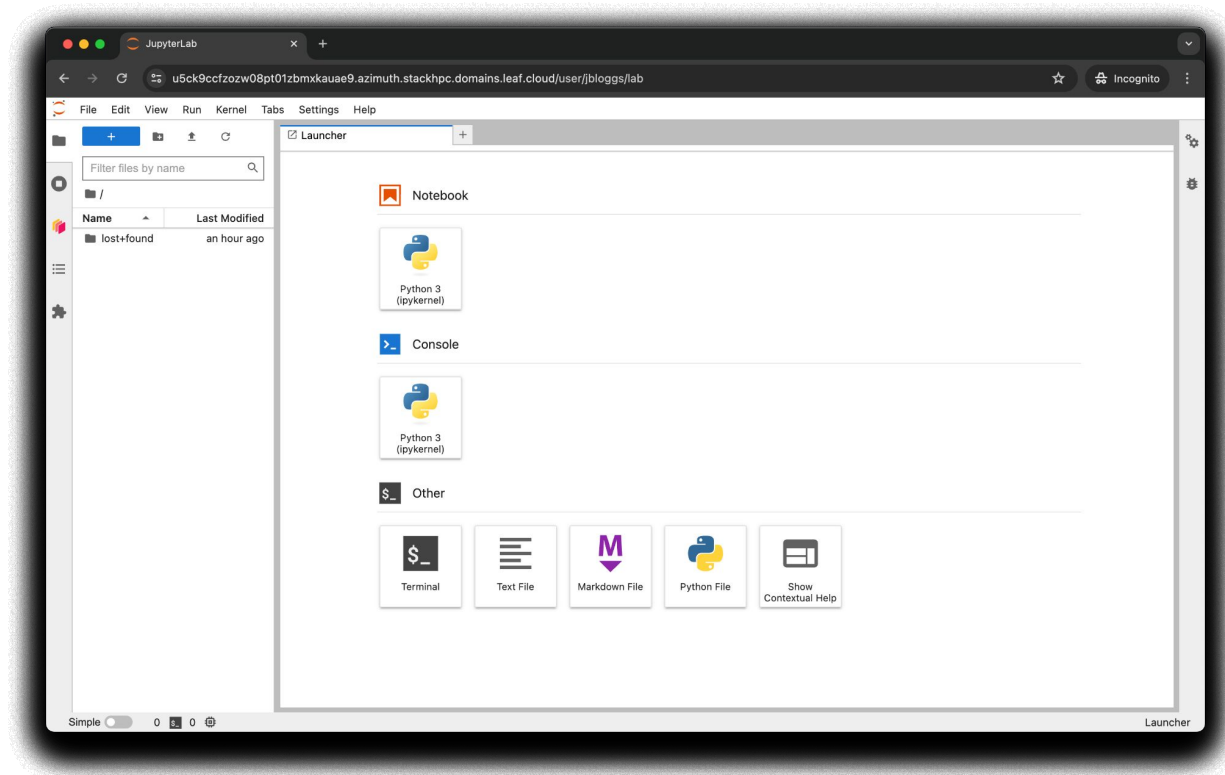 JupyterLab
u5ck9ccfzozw08pt01zbmxkauae9.azimuth.stackhpc.domains.leaf.cloud/user/jbloggs/lab
Incognito
File Edit View Run Kernel Tabs Settings Help
Launcher
Filter files by name
/
Name Last Modified
lost+found an hour ago
Notebook
Python 3
(ipykernel)
>_ Console
Python 3
(ipykernel)
$_ Other
$_
M
Terminal
Text File
Markdown File
Python File
Show
Contextual Help
Simple 0 $_ 0
Launcher